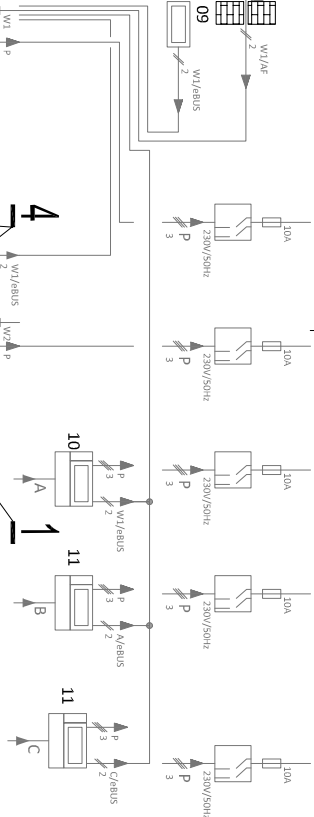 09
W1/AF
2
W1/eBUS
2
W1
P
10A
230V/50Hz
P
3
4
W1/eBUS
2
10A
230V/50Hz
P
3
W2
P
10
P
3
W1/eBUS
2
A
10A
230V/50Hz
P
3
1
11
P
3
A/eBUS
2
B
10A
230V/50Hz
P
3
11
P
3
C/eBUS
2
C
10A
230V/50Hz
P
3